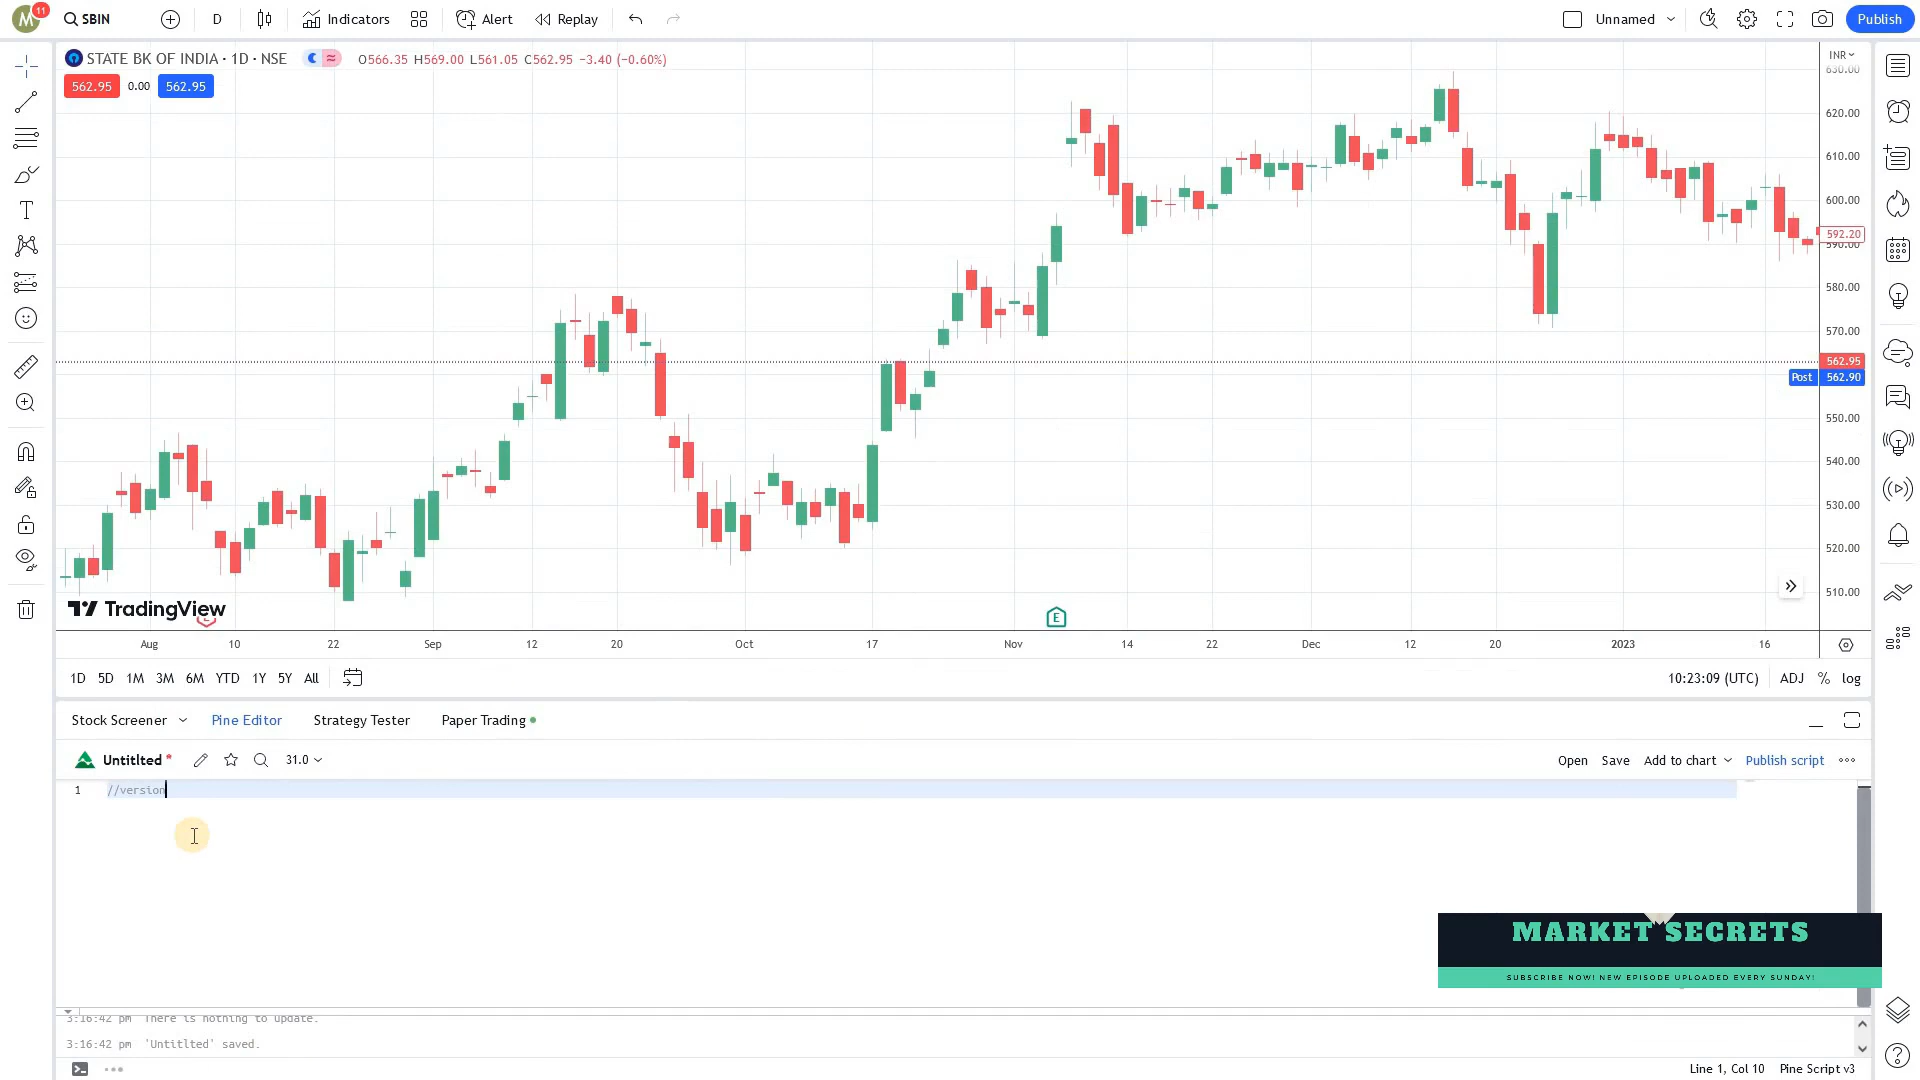 M
11
SBIN
D
Indicators
Alert
Replay
Unnamed
Publish
STATE BK OF INDIA · 1D · NSE
O566.35 H569.00 L561.05 C562.95 −3.40 (−0.60%)
562.95
0.00
562.95
INR
630.00
620.00
610.00
600.00
592.20
590.00
580.00
570.00
562.95
Post 562.90
550.00
540.00
530.00
520.00
510.00
TradingView
E
Aug 10 22 Sep 12 20 Oct 17 Nov 14 22 Dec 12 20 2023 16
1D 5D 1M 3M 6M YTD 1Y 5Y All
10:23:09 (UTC) ADJ % log
Stock Screener Pine Editor Strategy Tester Paper Trading
Untitlted * 31.0
Open Save Add to chart Publish script
1 //version
MARKET SECRETS
SUBSCRIBE NOW! NEW EPISODE UPLOADED EVERY SUNDAY!
3:16:42 pm There is nothing to update.
3:16:42 pm 'Untitlted' saved.
Line 1, Col 10 Pine Script v3